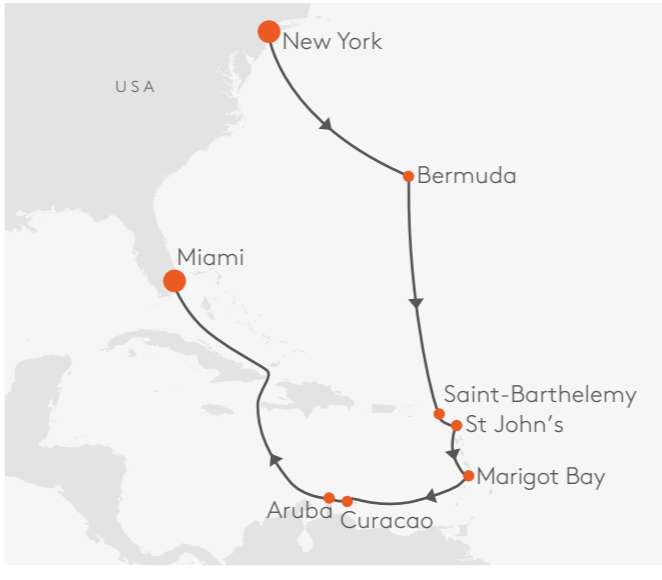 New York
USA
Bermuda
Miami
Saint-Barthelemy
St John's
Marigot Bay
Aruba
Curacao